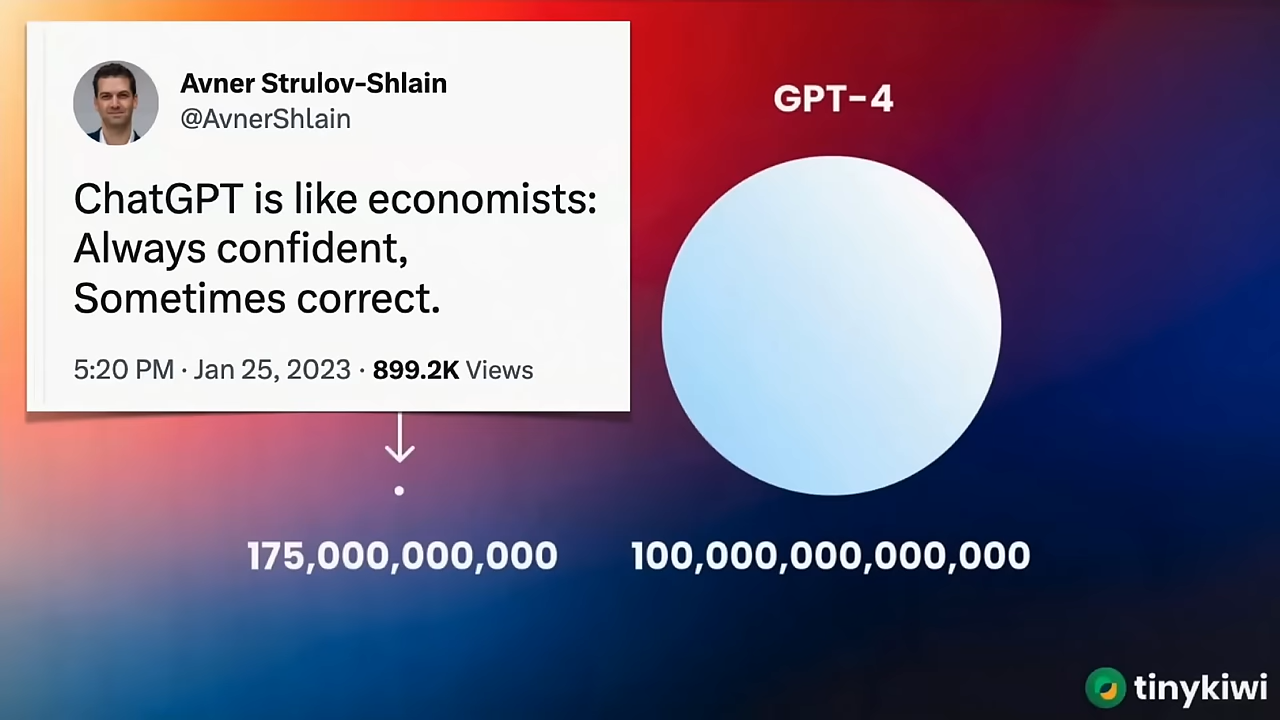 Avner Strulov-Shlain
@AvnerShlain
ChatGPT is like economists:
Always confident,
Sometimes correct.
5:20 PM · Jan 25, 2023 · 899.2K Views
GPT-4
175,000,000,000
100,000,000,000,000
tinykiwi